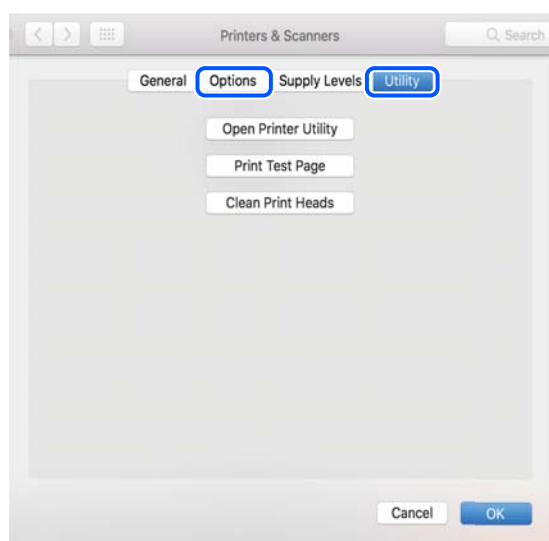 Printers & Scanners Search
General Options Supply Levels Utility
Open Printer Utility
Print Test Page
Clean Print Heads
Cancel OK